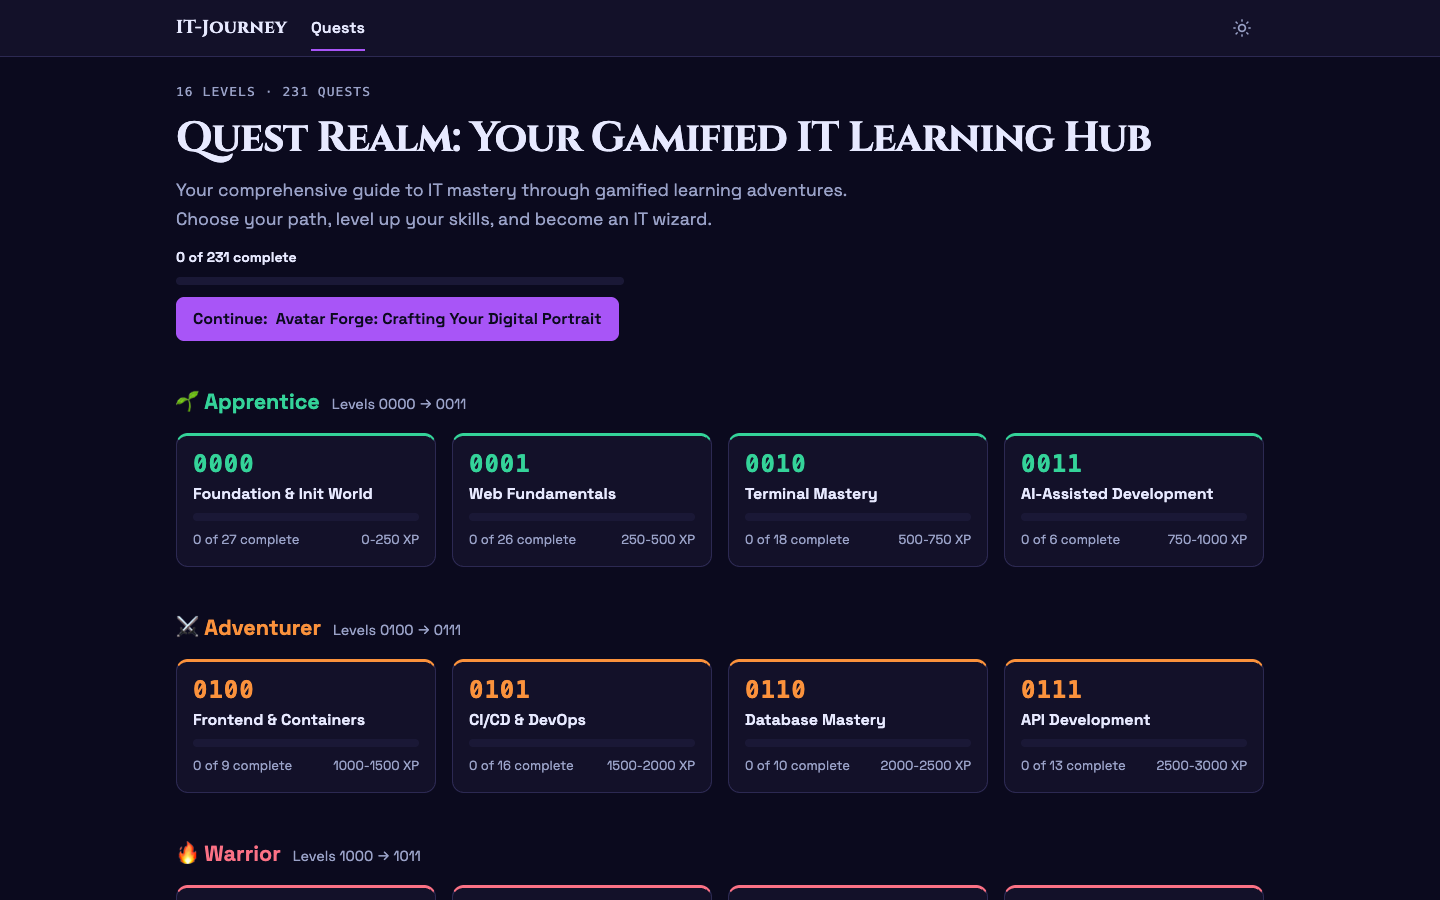 IT-Journey
Quests
16 LEVELS · 231 QUESTS
Quest Realm: Your Gamified IT Learning Hub
Your comprehensive guide to IT mastery through gamified learning adventures.
Choose your path, level up your skills, and become an IT wizard.
0 of 231 complete
Continue: Avatar Forge: Crafting Your Digital Portrait
Apprentice Levels 0000 → 0011
0000
Foundation & Init World
0 of 27 complete 0-250 XP
0001
Web Fundamentals
0 of 26 complete 250-500 XP
0010
Terminal Mastery
0 of 18 complete 500-750 XP
0011
AI-Assisted Development
0 of 6 complete 750-1000 XP
Adventurer Levels 0100 → 0111
0100
Frontend & Containers
0 of 9 complete 1000-1500 XP
0101
CI/CD & DevOps
0 of 16 complete 1500-2000 XP
0110
Database Mastery
0 of 10 complete 2000-2500 XP
0111
API Development
0 of 13 complete 2500-3000 XP
Warrior Levels 1000 → 1011